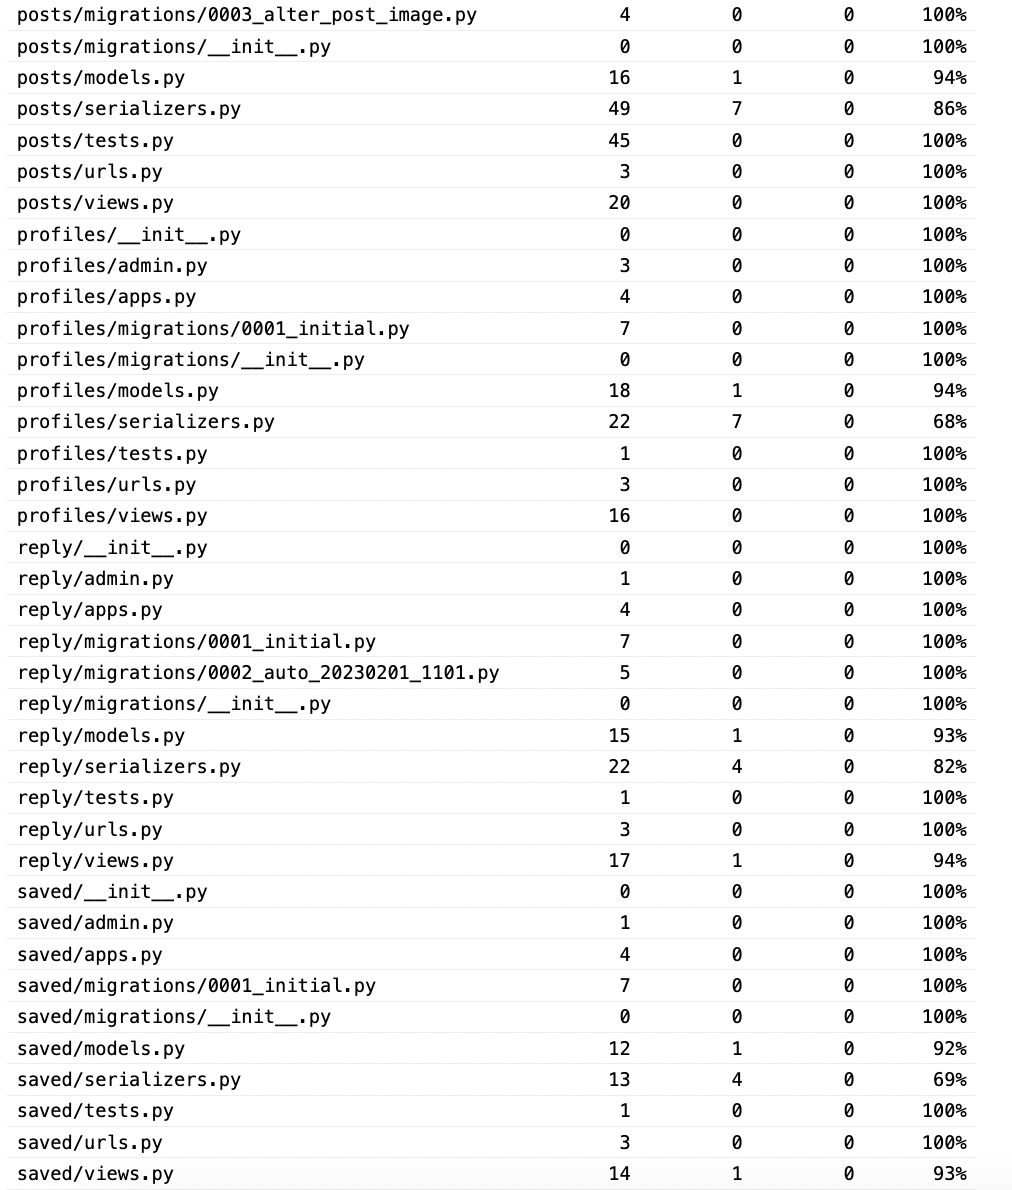 posts/migrations/0003_alter_post_image.py 4 0 0 100%
posts/migrations/__init__.py 0 0 0 100%
posts/models.py 16 1 0 94%
posts/serializers.py 49 7 0 86%
posts/tests.py 45 0 0 100%
posts/urls.py 3 0 0 100%
posts/views.py 20 0 0 100%
profiles/__init__.py 0 0 0 100%
profiles/admin.py 3 0 0 100%
profiles/apps.py 4 0 0 100%
profiles/migrations/0001_initial.py 7 0 0 100%
profiles/migrations/__init__.py 0 0 0 100%
profiles/models.py 18 1 0 94%
profiles/serializers.py 22 7 0 68%
profiles/tests.py 1 0 0 100%
profiles/urls.py 3 0 0 100%
profiles/views.py 16 0 0 100%
reply/__init__.py 0 0 0 100%
reply/admin.py 1 0 0 100%
reply/apps.py 4 0 0 100%
reply/migrations/0001_initial.py 7 0 0 100%
reply/migrations/0002_auto_20230201_1101.py 5 0 0 100%
reply/migrations/__init__.py 0 0 0 100%
reply/models.py 15 1 0 93%
reply/serializers.py 22 4 0 82%
reply/tests.py 1 0 0 100%
reply/urls.py 3 0 0 100%
reply/views.py 17 1 0 94%
saved/__init__.py 0 0 0 100%
saved/admin.py 1 0 0 100%
saved/apps.py 4 0 0 100%
saved/migrations/0001_initial.py 7 0 0 100%
saved/migrations/__init__.py 0 0 0 100%
saved/models.py 12 1 0 92%
saved/serializers.py 13 4 0 69%
saved/tests.py 1 0 0 100%
saved/urls.py 3 0 0 100%
saved/views.py 14 1 0 93%